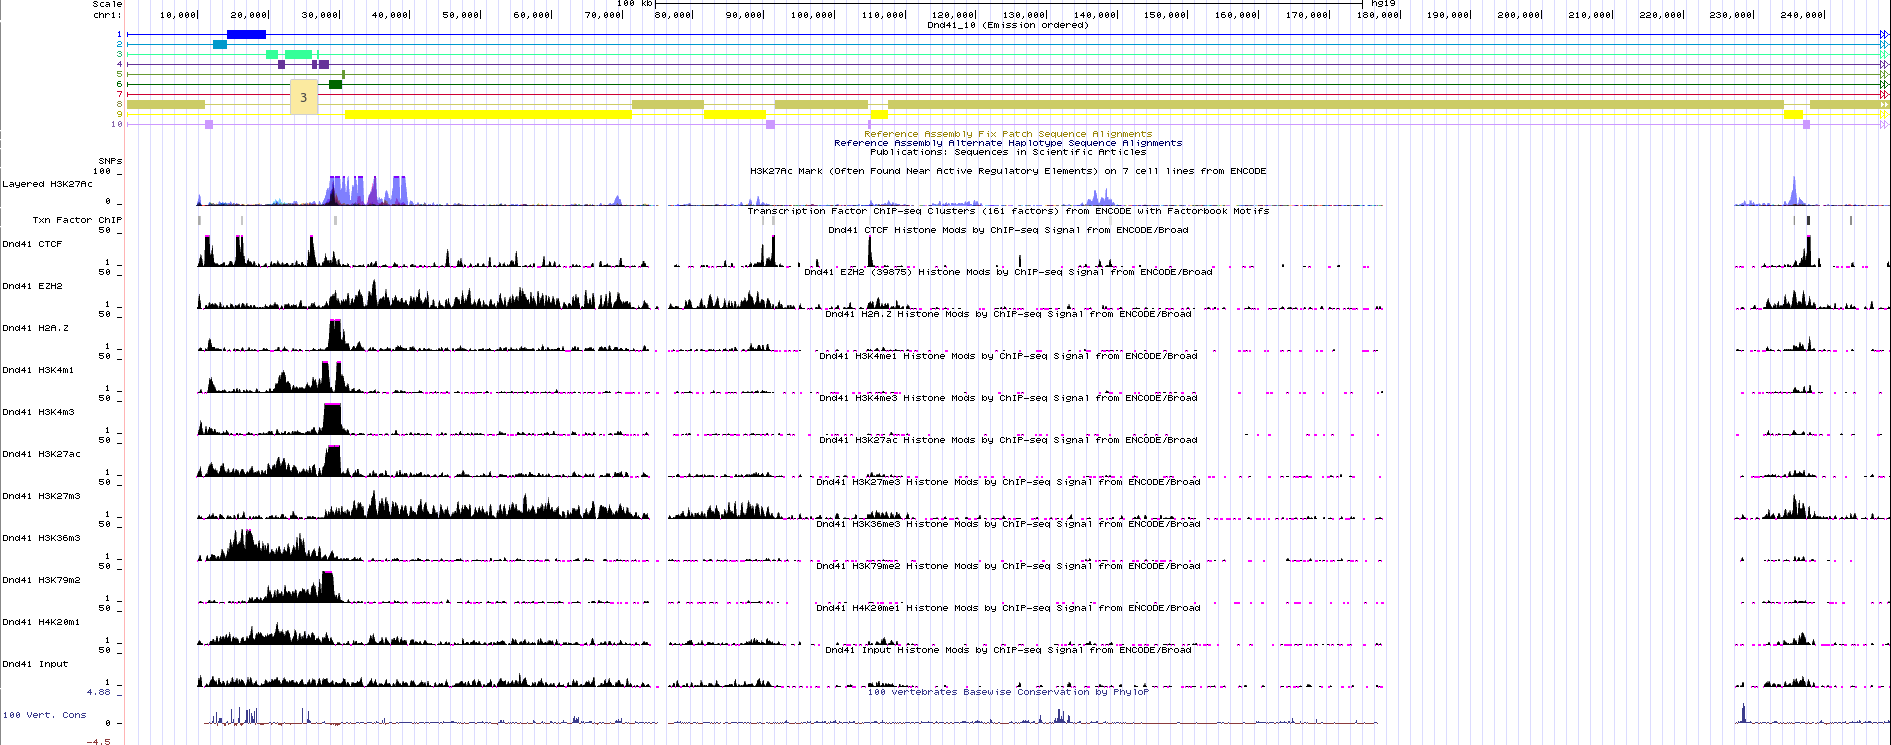 Scale 100 kb hg19
chr1: 10,000 20,000 30,000 40,000 50,000 60,000 70,000 80,000 90,000 100,000 110,000 120,000 130,000 140,000 150,000 160,000 170,000 180,000 190,000 200,000 210,000 220,000 230,000 240,000
Dnd41_10 (Emission ordered)
1
2
3
4
5
6
3
7
8
9
10
Reference Assembly Fix Patch Sequence Alignments
Reference Assembly Alternate Haplotype Sequence Alignments
Publications: Sequences in Scientific Articles
SNPs
H3K27Ac Mark (Often Found Near Active Regulatory Elements) on 7 cell lines from ENCODE
100
Layered H3K27Ac
0
Transcription Factor ChIP-seq Clusters (161 factors) from ENCODE with Factorbook Motifs
Txn Factor ChIP
Dnd41 CTCF Histone Mods by ChIP-seq Signal from ENCODE/Broad
50
Dnd41 CTCF
1
Dnd41 EZH2 (39875) Histone Mods by ChIP-seq Signal from ENCODE/Broad
50
Dnd41 EZH2
1
Dnd41 H2A.Z Histone Mods by ChIP-seq Signal from ENCODE/Broad
50
Dnd41 H2A.Z
1
Dnd41 H3K4me1 Histone Mods by ChIP-seq Signal from ENCODE/Broad
50
Dnd41 H3K4m1
1
Dnd41 H3K4me3 Histone Mods by ChIP-seq Signal from ENCODE/Broad
50
Dnd41 H3K4m3
1
Dnd41 H3K27ac Histone Mods by ChIP-seq Signal from ENCODE/Broad
50
Dnd41 H3K27ac
1
Dnd41 H3K27me3 Histone Mods by ChIP-seq Signal from ENCODE/Broad
50
Dnd41 H3K27m3
1
Dnd41 H3K36me3 Histone Mods by ChIP-seq Signal from ENCODE/Broad
50
Dnd41 H3K36m3
1
Dnd41 H3K79me2 Histone Mods by ChIP-seq Signal from ENCODE/Broad
50
Dnd41 H3K79m2
1
Dnd41 H4K20me1 Histone Mods by ChIP-seq Signal from ENCODE/Broad
50
Dnd41 H4K20m1
1
Dnd41 Input Histone Mods by ChIP-seq Signal from ENCODE/Broad
50
Dnd41 Input
1
100 vertebrates Basewise Conservation by PhyloP
4.88
100 Vert. Cons
0
-4.5